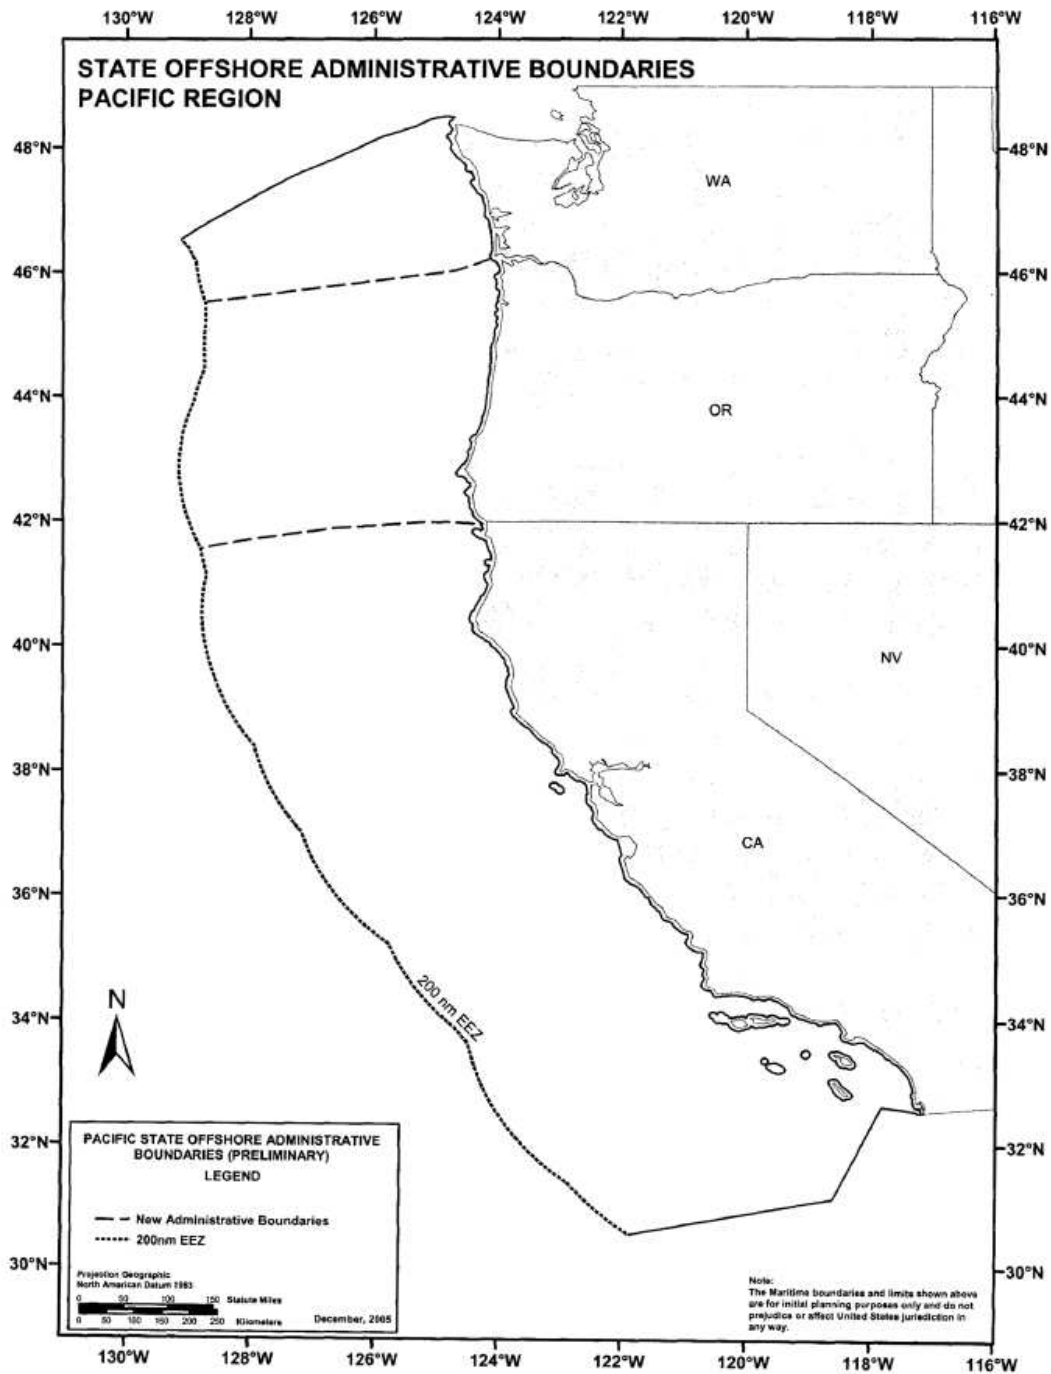 130°W 128°W 126°W 124°W 122°W 120°W 118°W 116°W
STATE OFFSHORE ADMINISTRATIVE BOUNDARIES
PACIFIC REGION
48°N 48°N
WA
46°N 46°N
44°N 44°N
OR
42°N 42°N
40°N 40°N
NV
38°N 38°N
CA
36°N 36°N
200 nm EEZ
N
34°N 34°N
32°N 32°N
PACIFIC STATE OFFSHORE ADMINISTRATIVE
BOUNDARIES (PRELIMINARY)
LEGEND
New Administrative Boundaries
200nm EEZ
30°N 30°N
Projection Geographic
North American Datum 1983
0 50 100 150 Statute Miles
0 50 100 150 200 250 Kilometers
December, 2005
Note:
The Maritime boundaries and limits shown above
are for initial planning purposes only and do not
prejudice or affect United States jurisdiction in
any way.
130°W 128°W 126°W 124°W 122°W 120°W 118°W 116°W